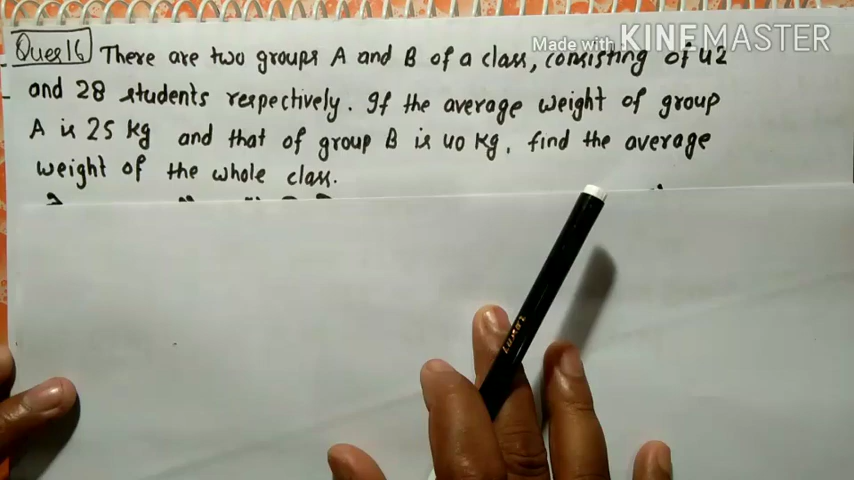 Made with KINEMASTER
Ques 16 There are two groups A and B of a class, consisting of 42
and 28 students respectively. If the average weight of group
A is 25 kg and that of group B is 40 kg. find the average
weight of the whole class.